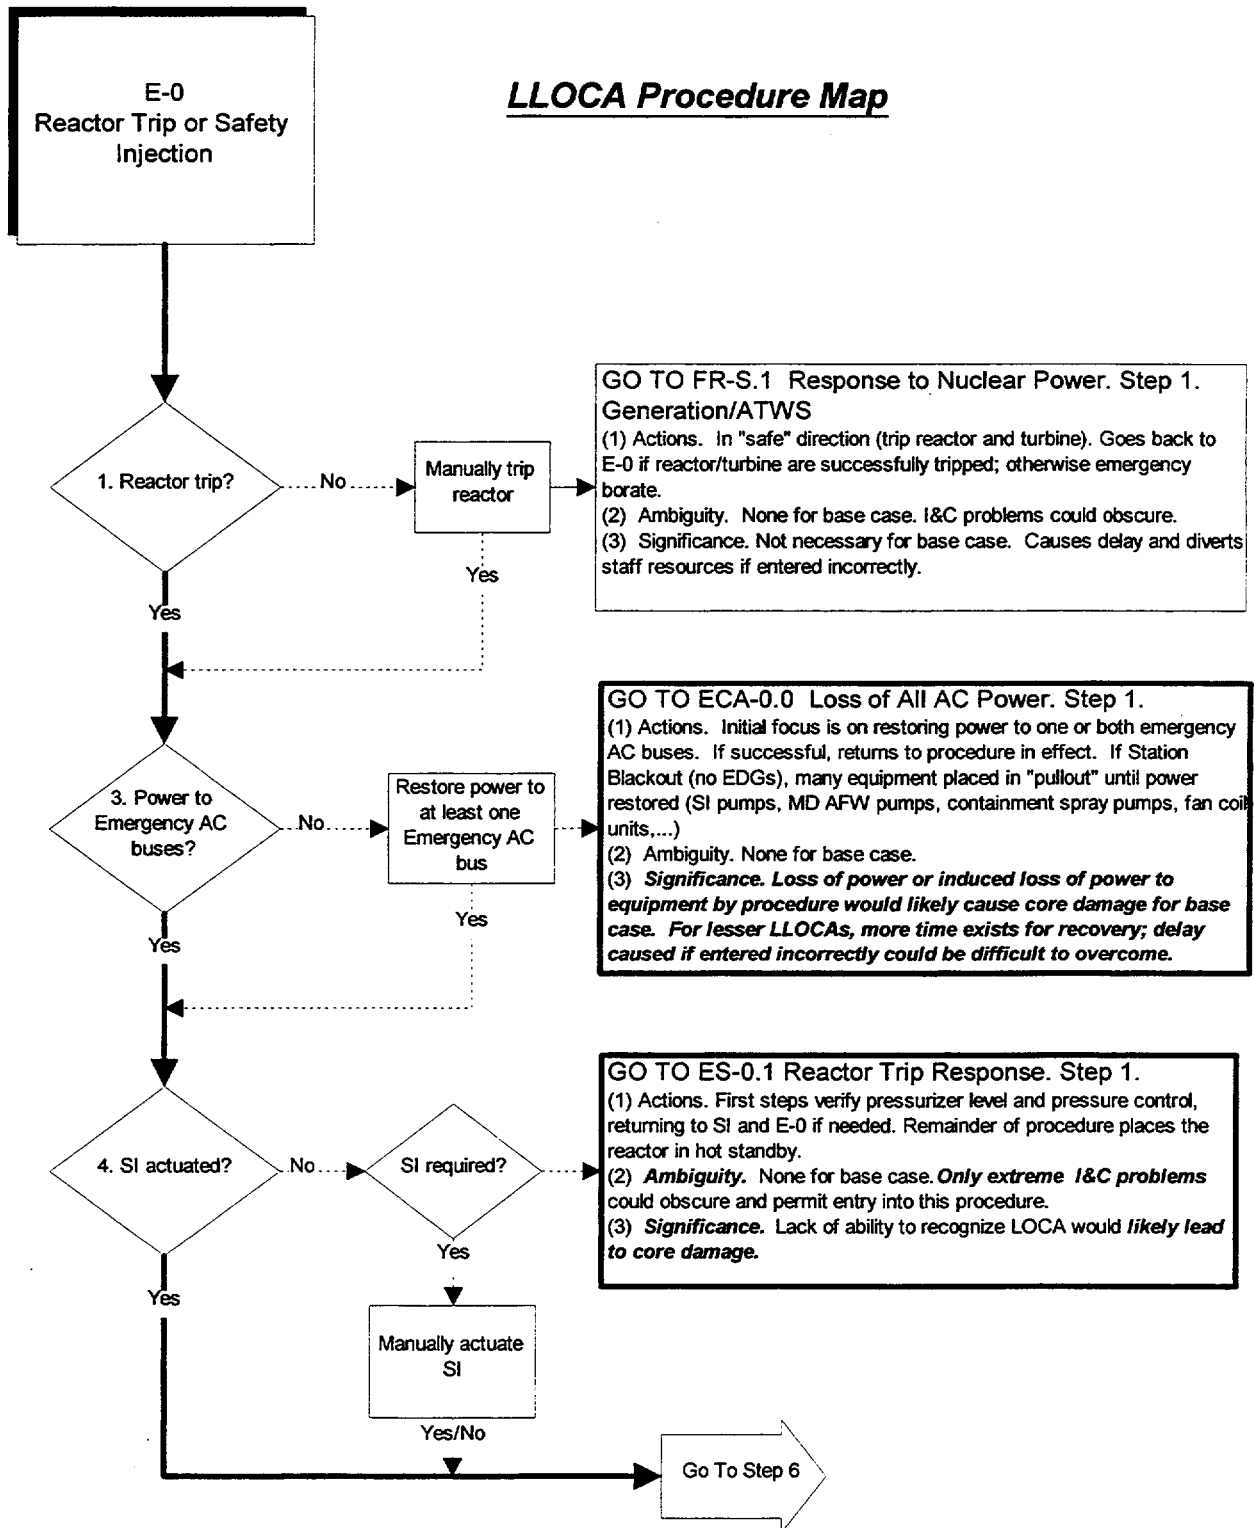 E-0
Reactor Trip or Safety
Injection
LLOCA Procedure Map
1. Reactor trip?
No
Manually trip
reactor
Yes
Yes
GO TO FR-S.1 Response to Nuclear Power. Step 1.
Generation/ATWS
(1) Actions. In "safe" direction (trip reactor and turbine). Goes back to
E-0 if reactor/turbine are successfully tripped; otherwise emergency
borate.
(2) Ambiguity. None for base case. I&C problems could obscure.
(3) Significance. Not necessary for base case. Causes delay and diverts
staff resources if entered incorrectly.
3. Power to
Emergency AC
buses?
No
Restore power to
at least one
Emergency AC
bus
Yes
Yes
GO TO ECA-0.0 Loss of All AC Power. Step 1.
(1) Actions. Initial focus is on restoring power to one or both emergency
AC buses. If successful, returns to procedure in effect. If Station
Blackout (no EDGs), many equipment placed in "pullout" until power
restored (SI pumps, MD AFW pumps, containment spray pumps, fan coil
units,...)
(2) Ambiguity. None for base case.
(3) Significance. Loss of power or induced loss of power to
equipment by procedure would likely cause core damage for base
case. For lesser LLOCAs, more time exists for recovery; delay
caused if entered incorrectly could be difficult to overcome.
4. SI actuated?
No
SI required?
Yes
Yes
GO TO ES-0.1 Reactor Trip Response. Step 1.
(1) Actions. First steps verify pressurizer level and pressure control,
returning to SI and E-0 if needed. Remainder of procedure places the
reactor in hot standby.
(2) Ambiguity. None for base case. Only extreme I&C problems
could obscure and permit entry into this procedure.
(3) Significance. Lack of ability to recognize LOCA would likely lead
to core damage.
Manually actuate
SI
Yes/No
Go To Step 6